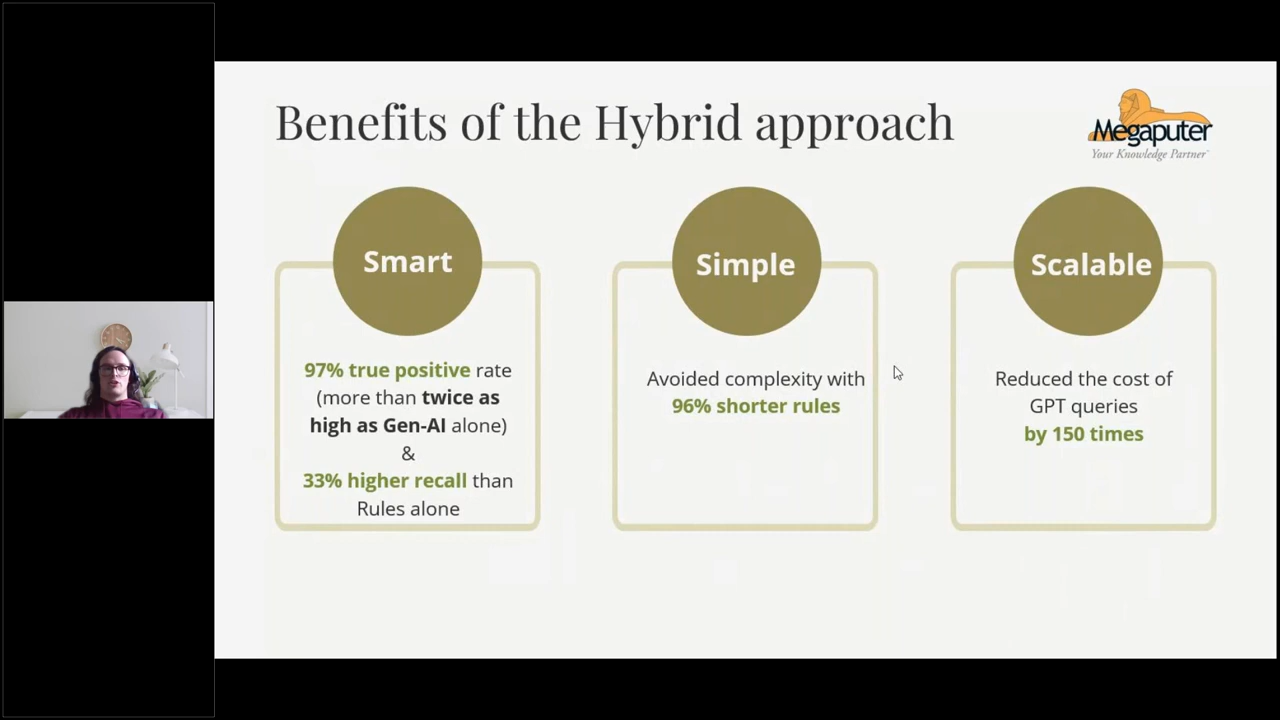 Benefits of the Hybrid approach
Megaputer
Your Knowledge Partner
Smart
97% true positive rate
(more than twice as
high as Gen-AI alone)
&
33% higher recall than
Rules alone
Simple
Avoided complexity with
96% shorter rules
Scalable
Reduced the cost of
GPT queries
by 150 times